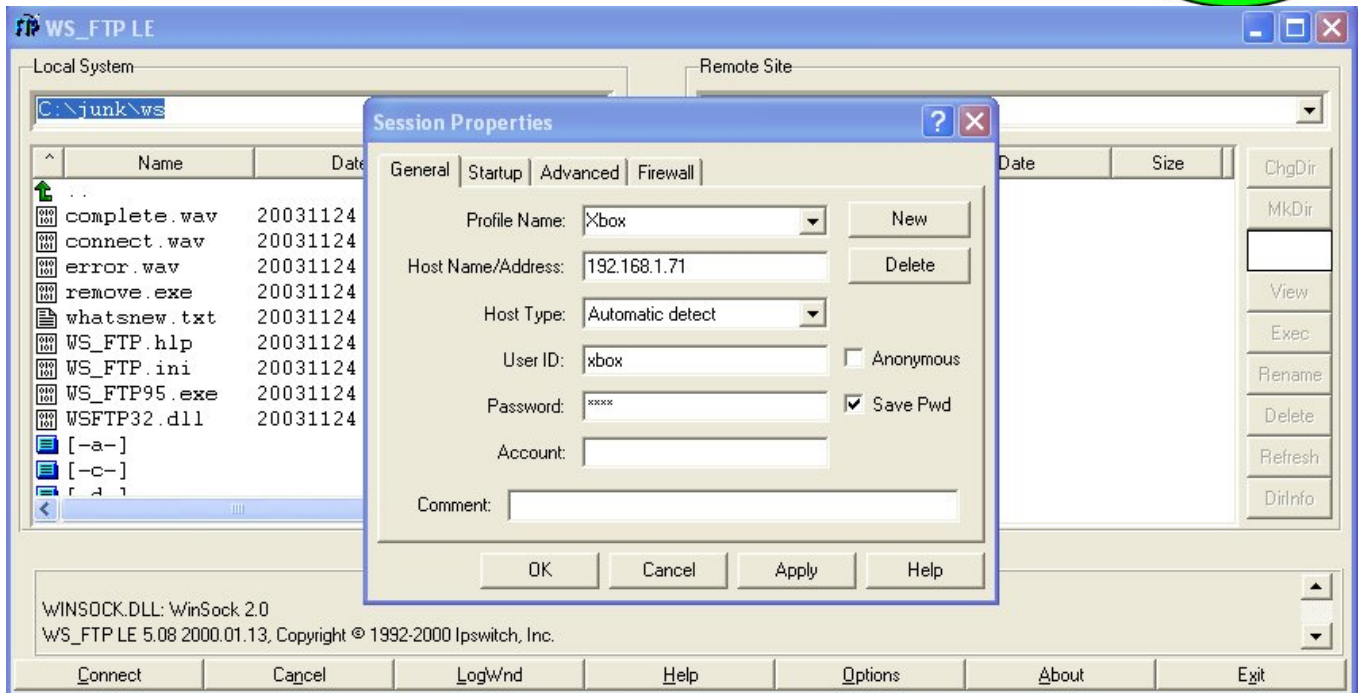 WS_FTP LE
Local System
Remote Site
C:\junk\ws
Session Properties
^ Name Date
Date Size
ChgDir
General Startup Advanced Firewall
..
MkDir
complete.wav 20031124
Profile Name: Xbox New
connect.wav 20031124
Host Name/Address: 192.168.1.71 Delete
error.wav 20031124
remove.exe 20031124
View
Host Type: Automatic detect
whatsnew.txt 20031124
Exec
WS_FTP.hlp 20031124
User ID: xbox Anonymous
WS_FTP.ini 20031124
Rename
WS_FTP95.exe 20031124
Password: **** Save Pwd
WSFTP32.dll 20031124
Delete
[-a-]
Account:
Refresh
[-c-]
[-d-]
DirInfo
Comment:
OK Cancel Apply Help
WINSOCK.DLL: WinSock 2.0
WS_FTP LE 5.08 2000.01.13, Copyright © 1992-2000 Ipswitch, Inc.
Connect Cancel LogWnd Help Options About Exit